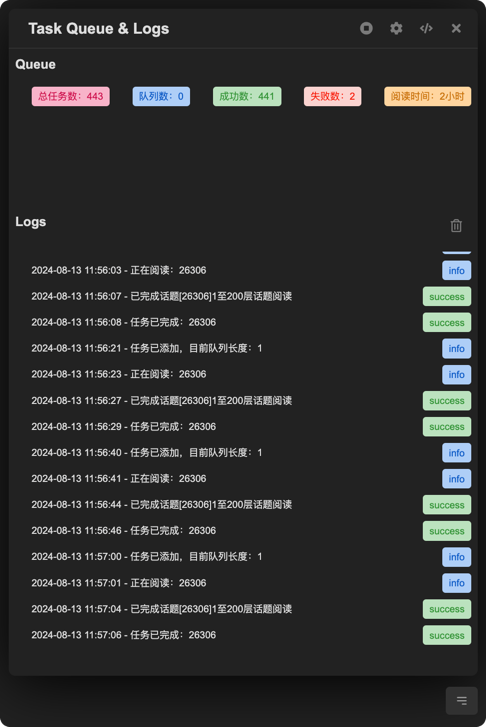 Task Queue & Logs
Queue
总任务数：443 队列数：0 成功数：441 失败数：2 阅读时间：2小时
Logs
2024-08-13 11:56:03 - 正在阅读：26306 info
2024-08-13 11:56:07 - 已完成话题[26306]1至200层话题阅读 success
2024-08-13 11:56:08 - 任务已完成：26306 success
2024-08-13 11:56:21 - 任务已添加，目前队列长度：1 info
2024-08-13 11:56:23 - 正在阅读：26306 info
2024-08-13 11:56:27 - 已完成话题[26306]1至200层话题阅读 success
2024-08-13 11:56:29 - 任务已完成：26306 success
2024-08-13 11:56:40 - 任务已添加，目前队列长度：1 info
2024-08-13 11:56:41 - 正在阅读：26306 info
2024-08-13 11:56:44 - 已完成话题[26306]1至200层话题阅读 success
2024-08-13 11:56:46 - 任务已完成：26306 success
2024-08-13 11:57:00 - 任务已添加，目前队列长度：1 info
2024-08-13 11:57:01 - 正在阅读：26306 info
2024-08-13 11:57:04 - 已完成话题[26306]1至200层话题阅读 success
2024-08-13 11:57:06 - 任务已完成：26306 success